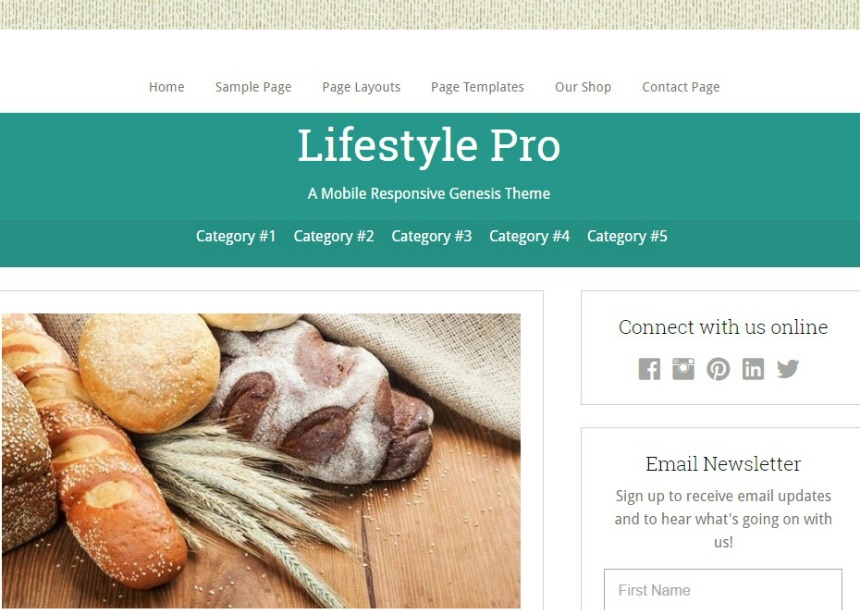 Home Sample Page Page Layouts Page Templates Our Shop Contact Page
Lifestyle Pro
A Mobile Responsive Genesis Theme
Category #1 Category #2 Category #3 Category #4 Category #5
Connect with us online
Email Newsletter
Sign up to receive email updates
and to hear what's going on with
us!
First Name